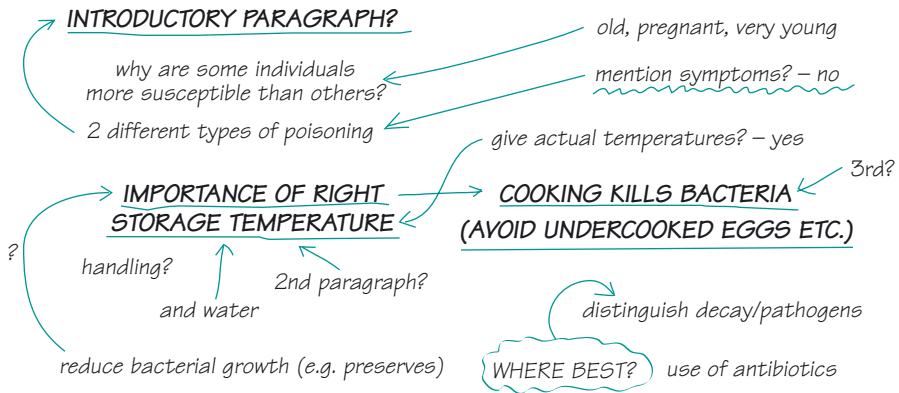 INTRODUCTORY PARAGRAPH?
old, pregnant, very young
why are some individuals
more susceptible than others?
mention symptoms? – no
2 different types of poisoning
give actual temperatures? – yes
3rd?
IMPORTANCE OF RIGHT
STORAGE TEMPERATURE
COOKING KILLS BACTERIA
(AVOID UNDERCOOKED EGGS ETC.)
?
handling?
2nd paragraph?
and water
distinguish decay/pathogens
reduce bacterial growth (e.g. preserves)
WHERE BEST?
use of antibiotics